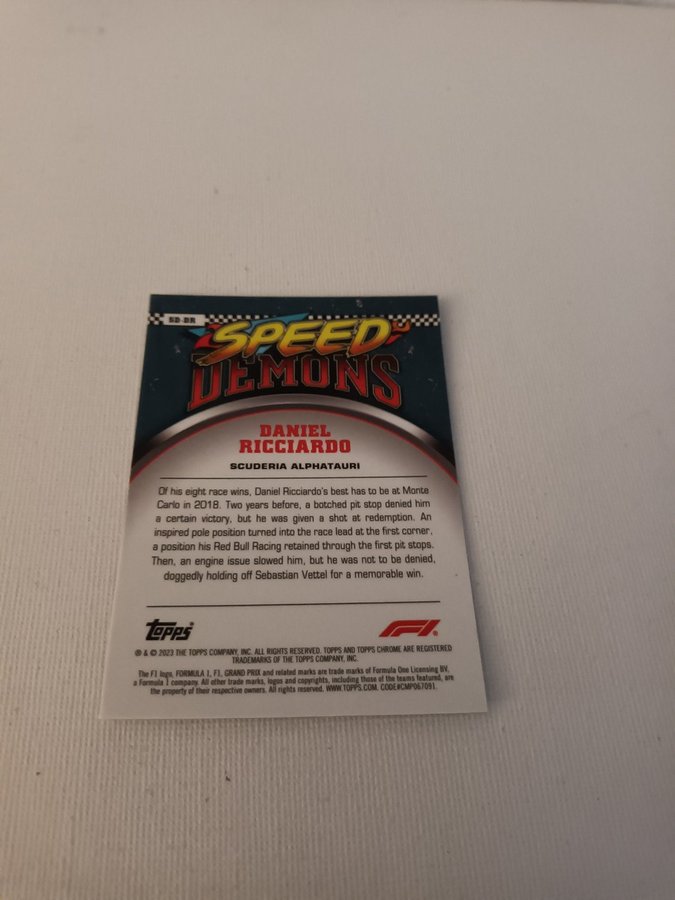 SD-DR
SPEED
DEMONS
DANIEL
RICCIARDO
SCUDERIA ALPHATAURI
Of his eight race wins, Daniel Ricciardo's best has to be at Monte
Carlo in 2018. Two years before, a botched pit stop denied him
a certain victory, but he was given a shot at redemption. An
inspired pole position turned into the race lead at the first corner,
a position his Red Bull Racing retained through the first pit stops.
Then, an engine issue slowed him, but he was not to be denied,
doggedly holding off Sebastian Vettel for a memorable win.
Topps
F1
® & © 2023 THE TOPPS COMPANY, INC. ALL RIGHTS RESERVED. TOPPS AND TOPPS CHROME ARE REGISTERED
TRADEMARKS OF THE TOPPS COMPANY, INC.
The F1 logo, FORMULA 1, F1, GRAND PRIX and related marks are trade marks of Formula One Licensing BV,
a Formula 1 company. All other trade marks, logos and copyrights, including those of the teams featured, are
the property of their respective owners. All rights reserved. WWW.TOPPS.COM. CODE#CMP067091.